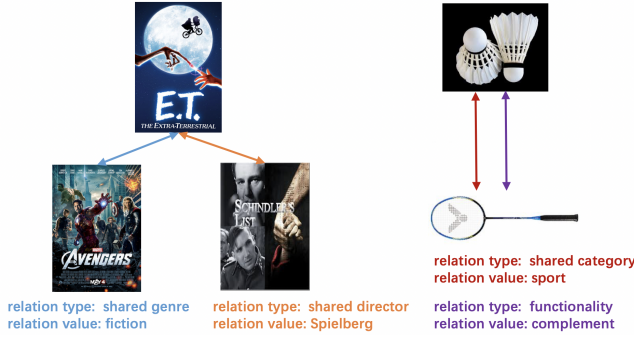 E.T.
THE EXTRA-TERRESTRIAL
MARVEL
AVENGERS
SCHINDLER'S
LIST
relation type: shared genre
relation value: fiction
relation type: shared director
relation value: Spielberg
relation type: shared category
relation value: sport
relation type: functionality
relation value: complement